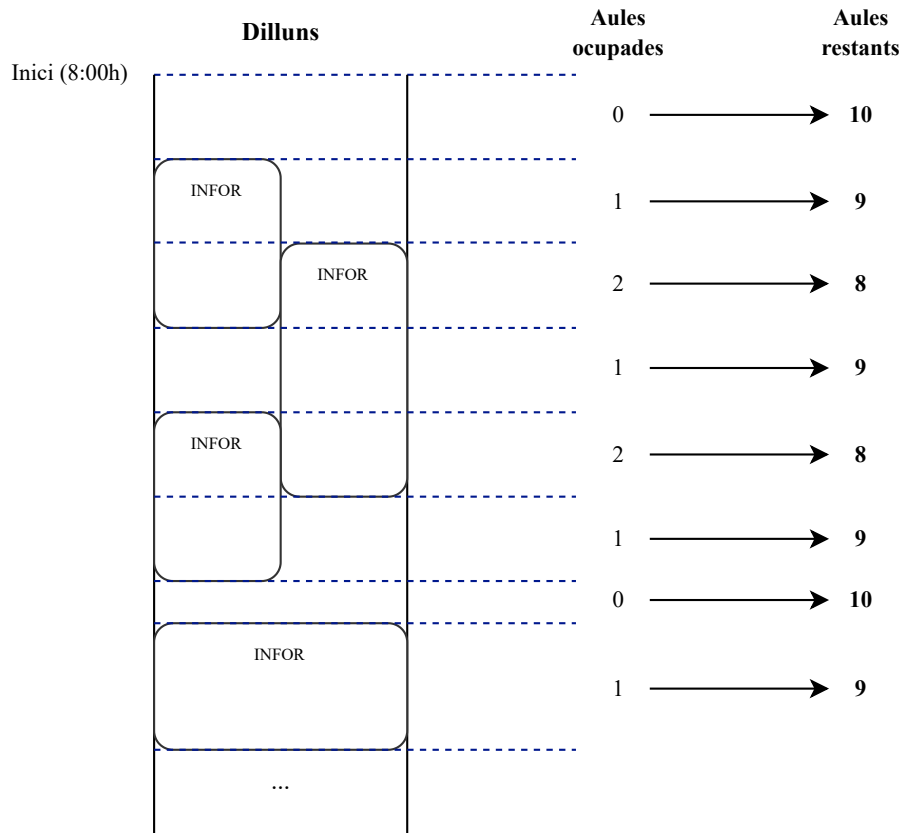 Dilluns
Aules
ocupades
Aules
restants
Inici (8:00h)
0 10
INFOR
1 9
INFOR
2 8
1 9
INFOR
2 8
1 9
0 10
INFOR
1 9
...